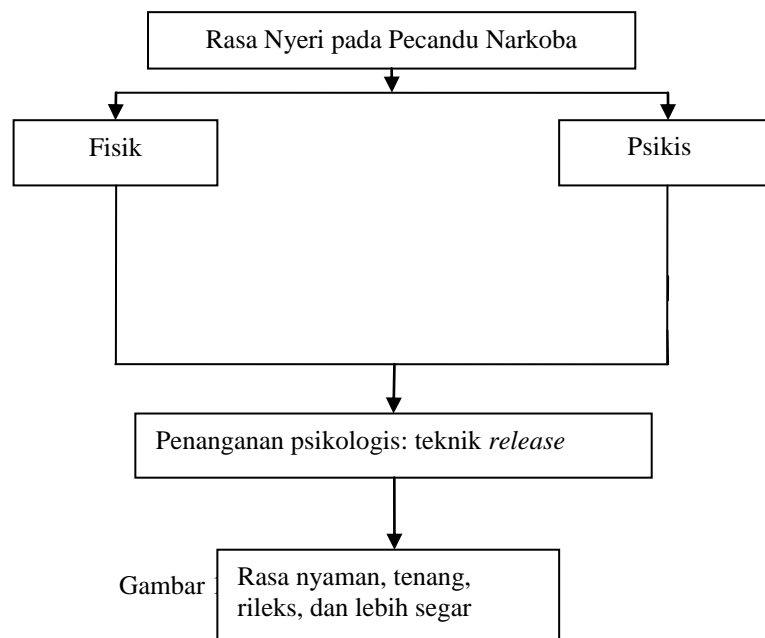 Rasa Nyeri pada Pecandu Narkoba
Fisik
Psikis
Penanganan psikologis: teknik release
Gambar
Rasa nyaman, tenang,
rileks, dan lebih segar